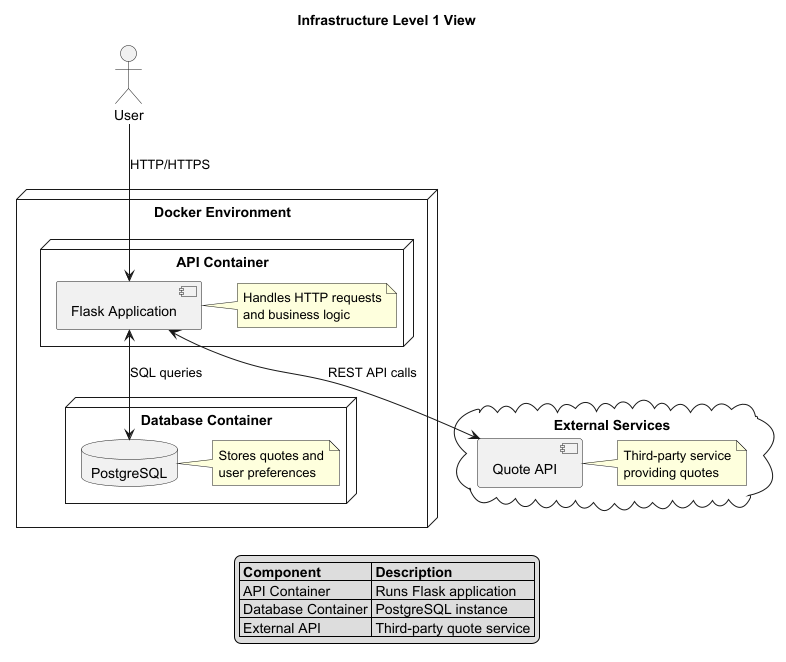 Infrastructure Level 1 View
User
HTTP/HTTPS
Docker Environment
API Container
Flask Application
Handles HTTP requests
and business logic
SQL queries
REST API calls
Database Container
PostgreSQL
Stores quotes and
user preferences
External Services
Quote API
Third-party service
providing quotes
Component Description
API Container Runs Flask application
Database Container PostgreSQL instance
External API Third-party quote service